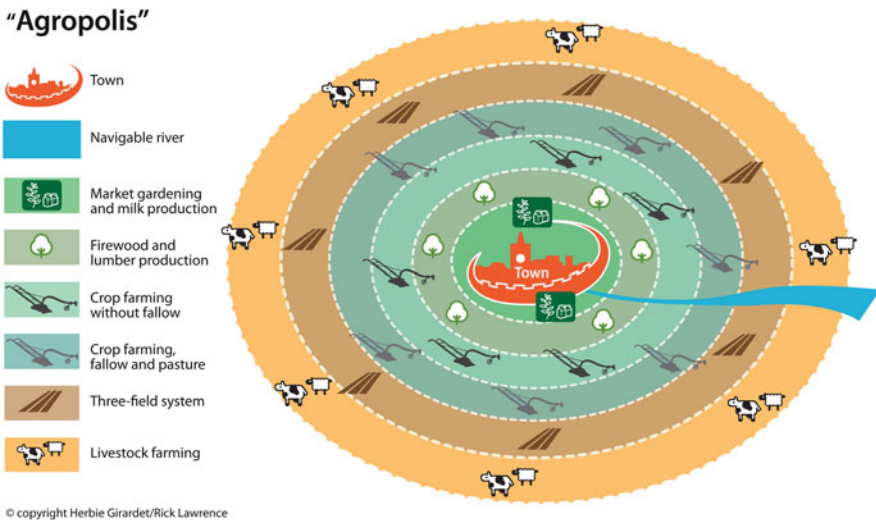 “Agropolis”
Town
Navigable river
Market gardening
and milk production
Firewood and
lumber production
Crop farming
without fallow
Crop farming,
fallow and pasture
Three-field system
Livestock farming
© copyright Herbie Girardet/Rick Lawrence
Town